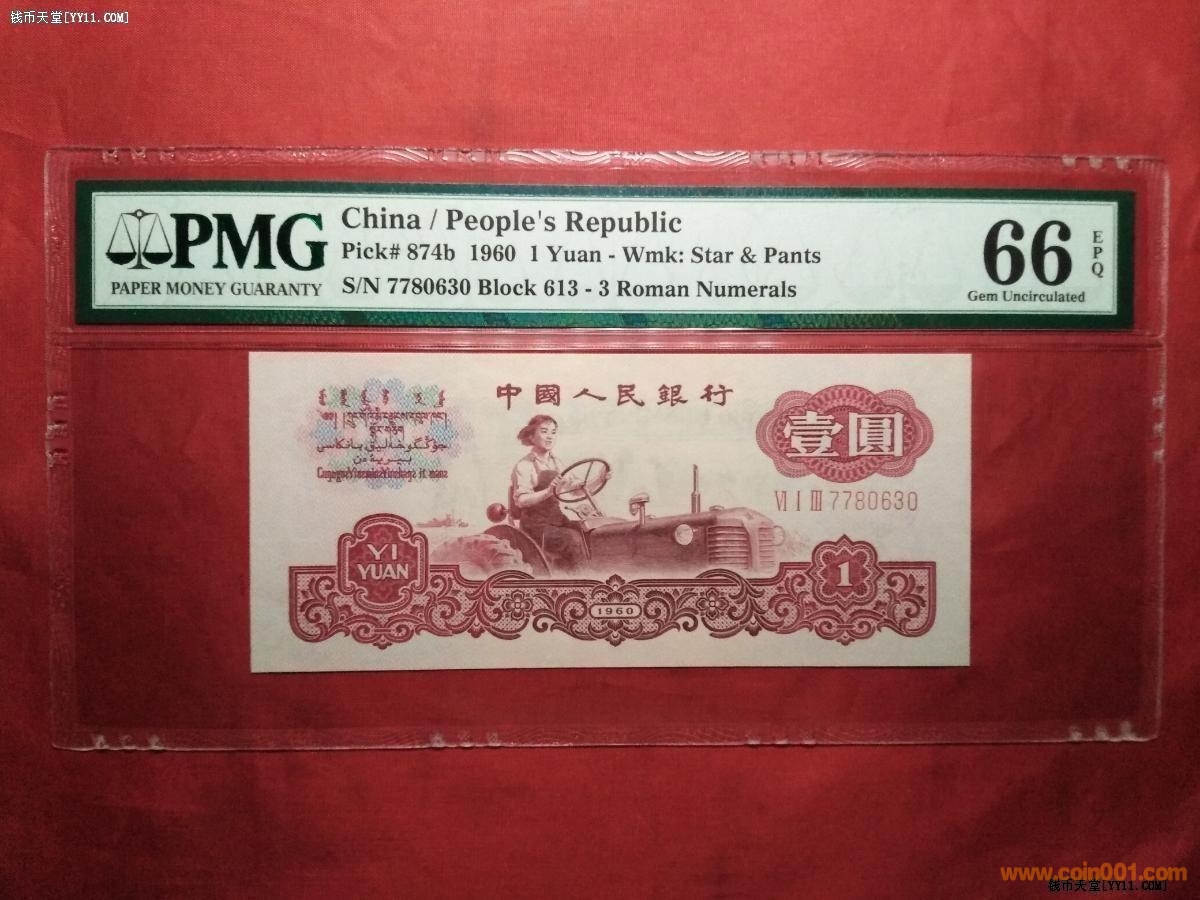 钱币天堂[YY11.COM]
PMG
PAPER MONEY GUARANTY
China / People's Republic
Pick# 874b 1960 1 Yuan - Wmk: Star & Pants
S/N 7780630 Block 613 - 3 Roman Numerals
66
EPQ
Gem Uncirculated
中國人民銀行
壹圓
VI I III 7780630
YI
YUAN
1960
1
www.coin001.com
钱币天堂[YY11.COM]